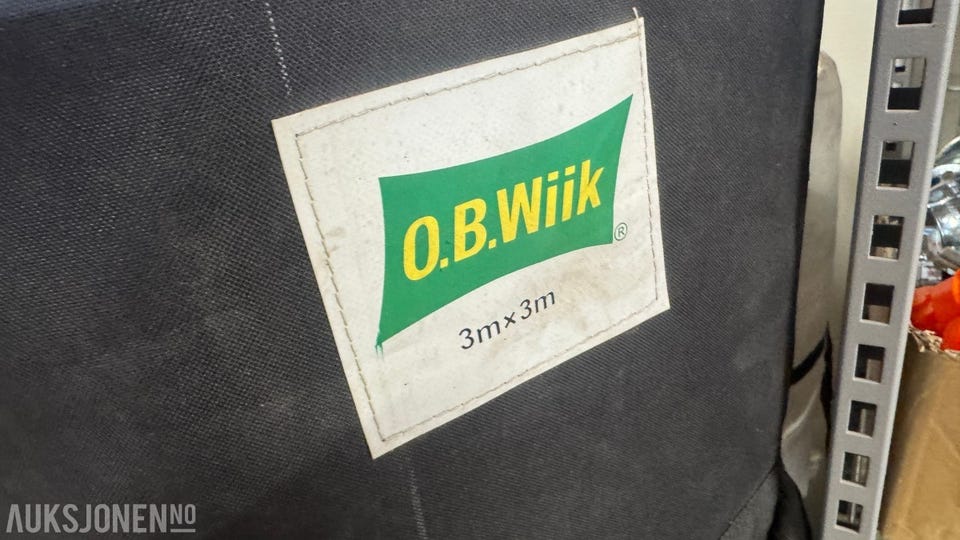 O.B.Wiik
®
3m x 3m
AUKSJONEN NO